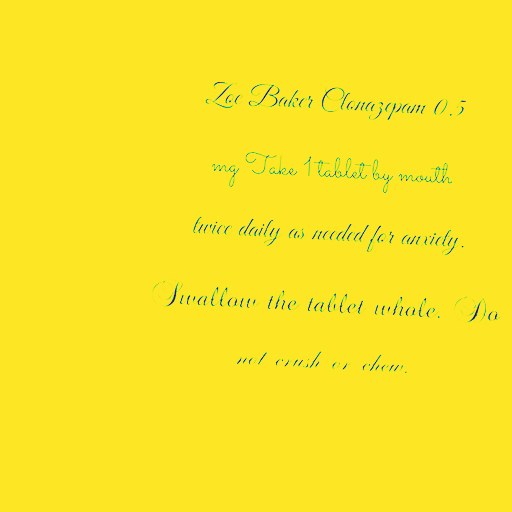 Zoe Baker Clonazepam 0.5
mg Take 1 tablet by mouth
twice daily as needed for anxiety.
Swallow the tablet whole. Do
not crush or chew.